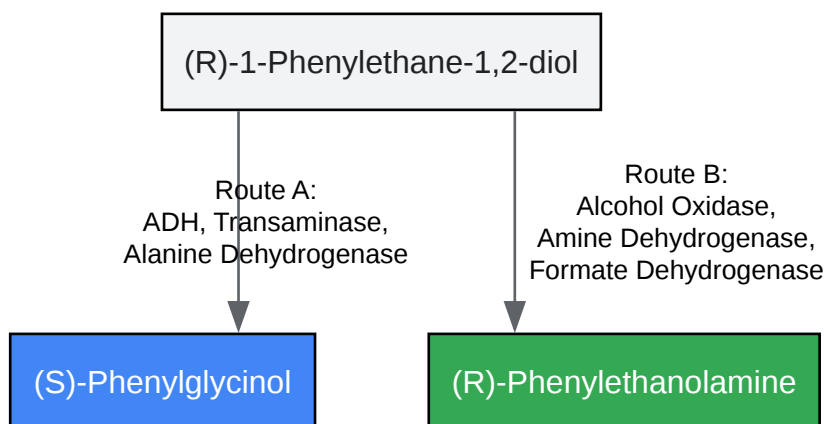 (R)-1-Phenylethane-1,2-diol
Route A:
ADH, Transaminase,
Alanine Dehydrogenase
Route B:
Alcohol Oxidase,
Amine Dehydrogenase,
Formate Dehydrogenase
(S)-Phenylglycinol
(R)-Phenylethanolamine